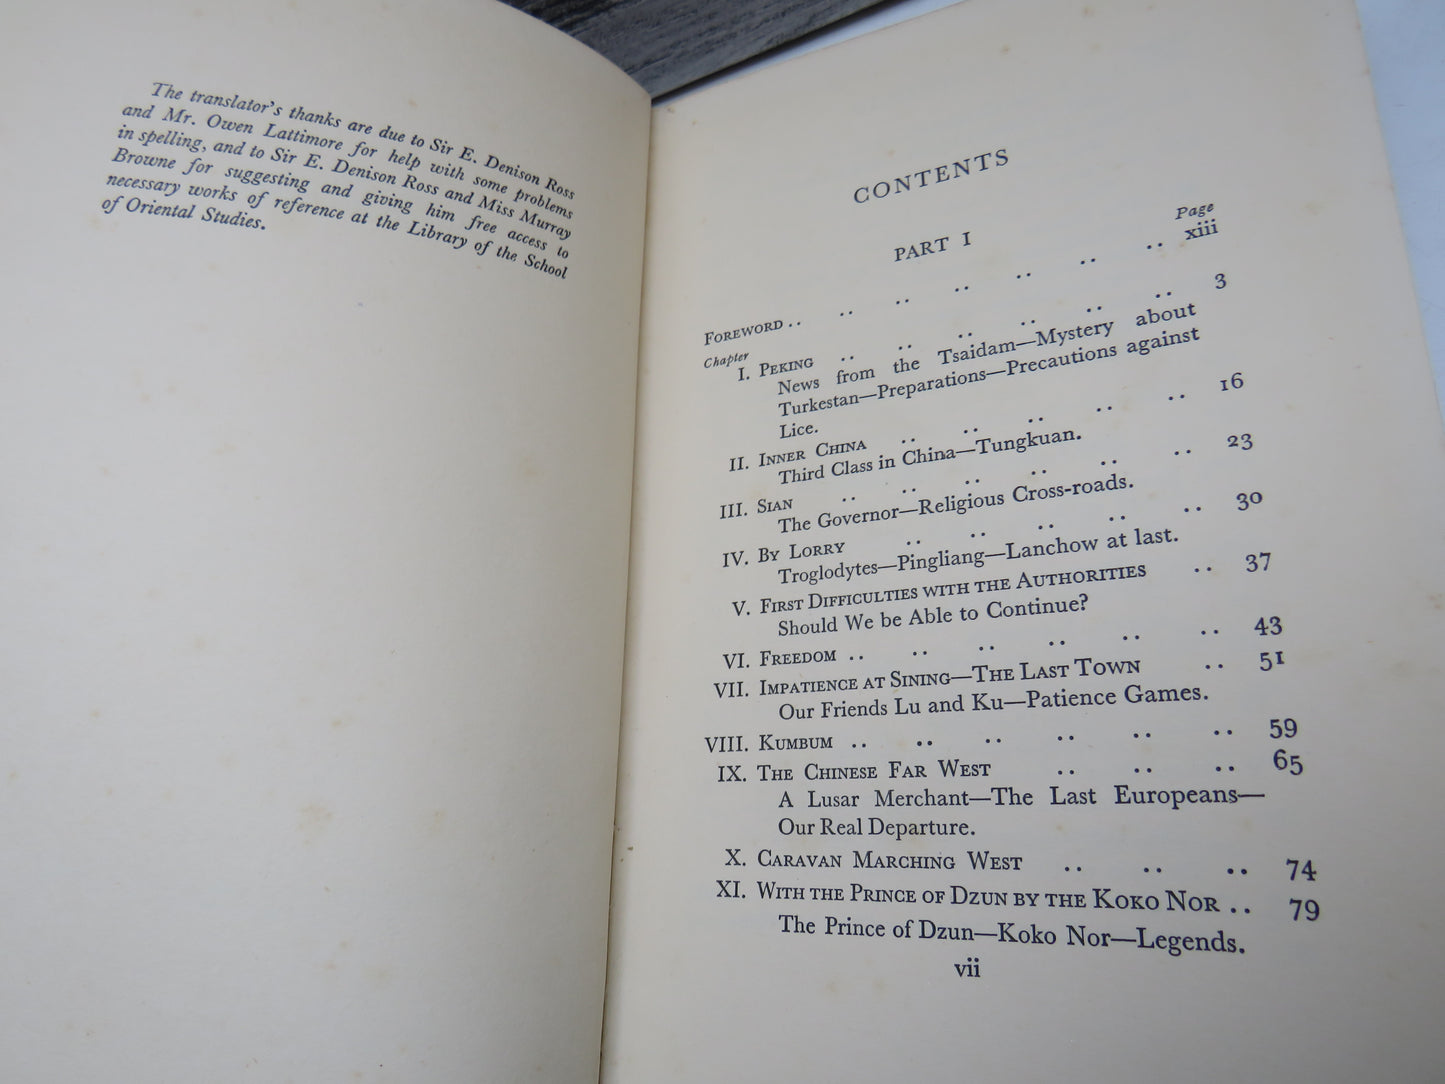 The translator's thanks are due to Sir E. Denison Ross
and Mr. Owen Lattimore for help with some problems
in spelling, and to Sir E. Denison Ross and Miss Murray
Browne for suggesting and giving him free access to
necessary works of reference at the Library of the School
of Oriental Studies.
CONTENTS
PART I
Page
FOREWORD .. .. .. .. .. .. .. xiii
Chapter
I. PEKING .. .. .. .. .. .. 3
News from the Tsaidam—Mystery about
Turkestan—Preparations—Precautions against
Lice.
II. INNER CHINA .. .. .. .. .. 16
Third Class in China—Tungkuan.
III. SIAN .. .. .. .. .. .. 23
The Governor—Religious Cross-roads.
IV. BY LORRY .. .. .. .. .. 30
Troglodytes—Pingliang—Lanchow at last.
V. FIRST DIFFICULTIES WITH THE AUTHORITIES .. 37
Should We be Able to Continue?
VI. FREEDOM .. .. .. .. .. .. 43
VII. IMPATIENCE AT SINING—THE LAST TOWN .. 51
Our Friends Lu and Ku—Patience Games.
VIII. KUMBUM .. .. .. .. .. .. 59
IX. THE CHINESE FAR WEST .. .. .. 65
A Lusar Merchant—The Last Europeans—
Our Real Departure.
X. CARAVAN MARCHING WEST .. .. .. 74
XI. WITH THE PRINCE OF DZUN BY THE KOKO NOR .. 79
The Prince of Dzun—Koko Nor—Legends.
vii